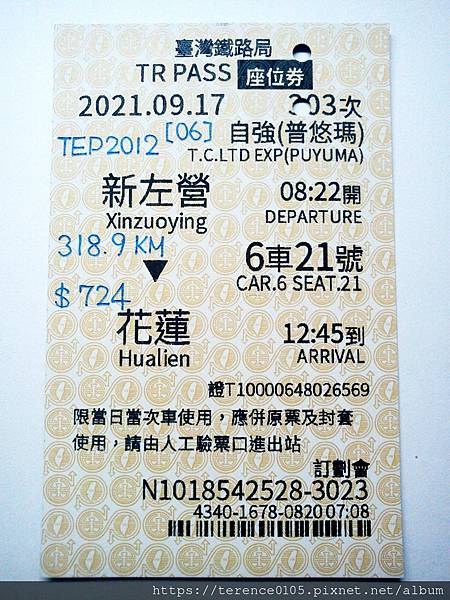 臺灣鐵路局
TR PASS 座位券
2021.09.17 303次
TEP2012 [06] 自強(普悠瑪)
T.C.LTD EXP(PUYUMA)
新左營 08:22開
Xinzuoying DEPARTURE
318.9 KM 6車21號
CAR.6 SEAT.21
$ 724
花蓮 12:45到
Hualien ARRIVAL
證T10000648026569
限當日當次車使用，應併原票及封套
使用，請由人工驗票口進出站
訂劃會
N1018542528-3023
4340-1678-0820 07:08
https://terence0105.pixnet.net/album